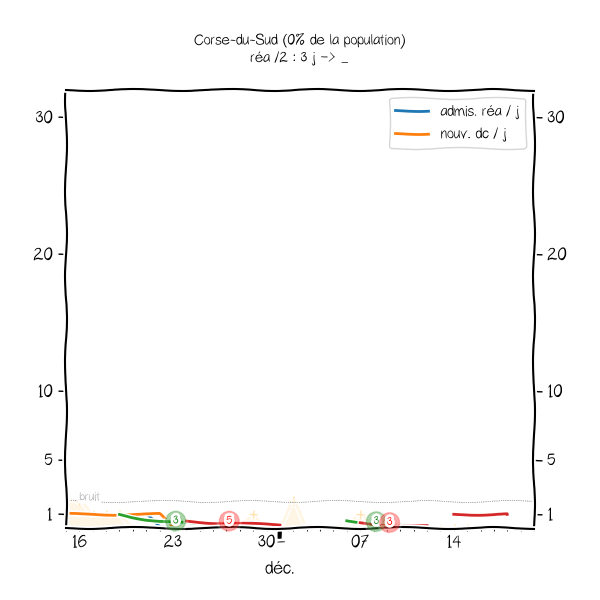 Corse-du-Sud (0% de la population)
réa /2 : 3 j -> _
admis. réa / j
nouv. dc / j
30 30
20 20
10 10
5 5
bruit
1 1
3 5 3 3
16 23 30 07 14
déc.